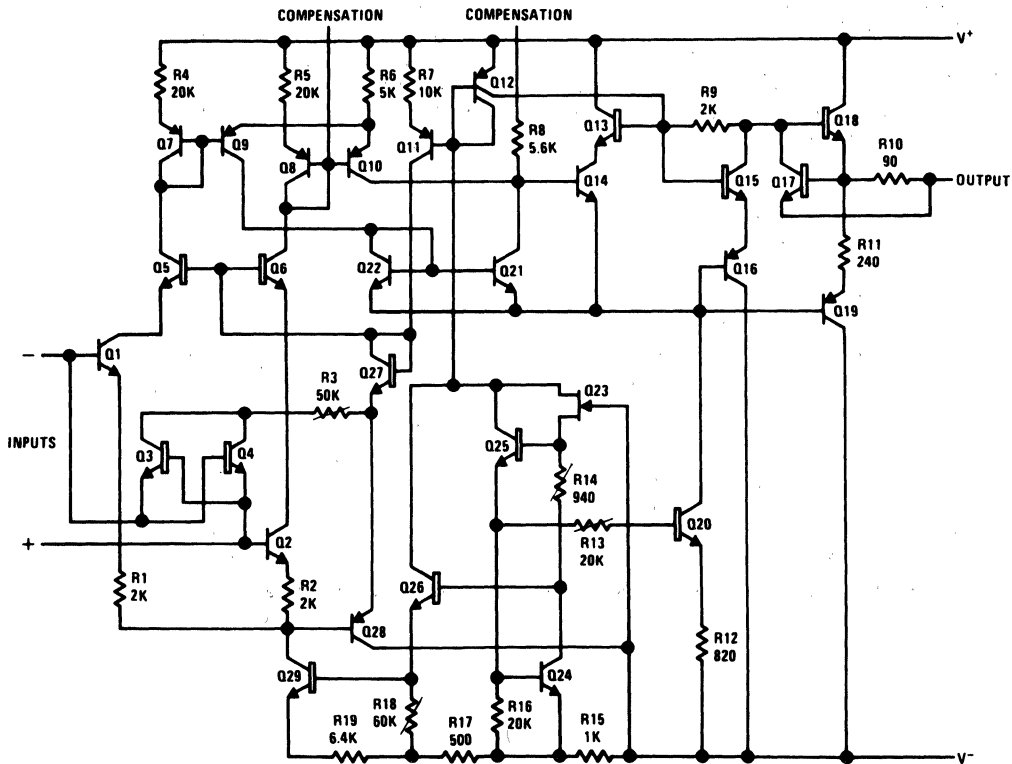 COMPENSATION COMPENSATION
V+
R4 20K
R5 20K
R6 5K
R7 10K
Q12
R8 5.6K
Q13
R9 2K
Q18
R10 90
OUTPUT
Q7
Q9
Q8
Q10
Q11
Q14
Q15
Q17
Q16
R11 240
Q5
Q6
Q22
Q21
Q19
Q1
−
Q27
R3 50K
Q23
INPUTS
Q3
Q4
Q25
R14 940
R13 20K
Q20
+
Q2
R1 2K
R2 2K
Q26
Q28
R12 820
Q29
Q24
R18 60K
R16 20K
R19 6.4K
R17 500
R15 1K
V−